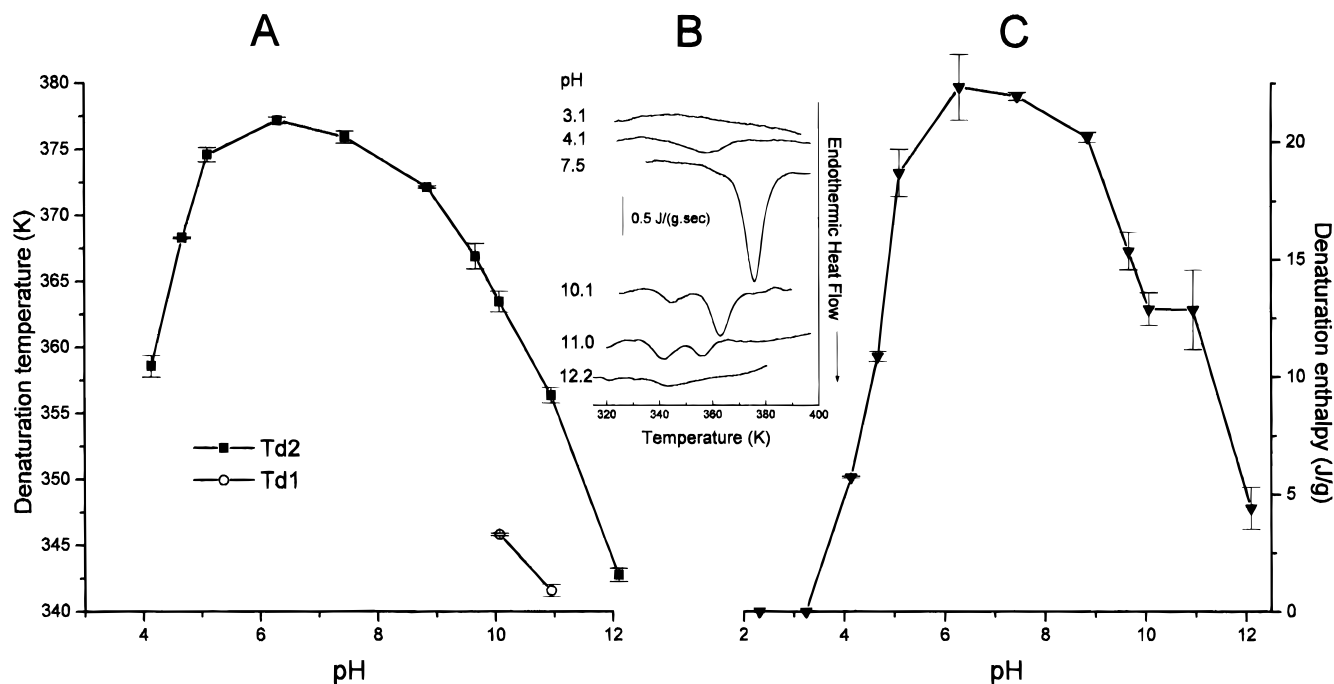 A
B
C
Denaturation temperature (K)
380
375
370
365
360
355
350
345
340
4
6
8
10
12
pH
Td2
Td1
pH
3.1
4.1
7.5
0.5 J/(g.sec)
10.1
11.0
12.2
320
340
360
380
400
Temperature (K)
Endothermic Heat Flow
2
4
6
8
10
12
pH
20
15
10
5
0
Denaturation enthalpy (J/g)